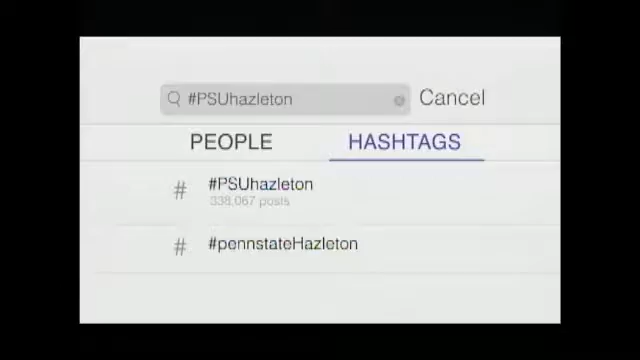 #PSUhazleton
Cancel
PEOPLE
HASHTAGS
#
#PSUhazleton
338,067 posts
#
#pennstateHazleton